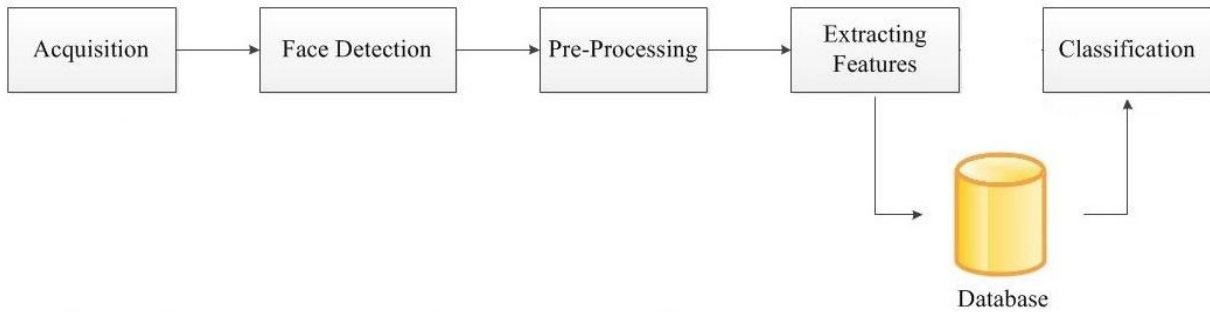 Acquisition
Face Detection
Pre-Processing
Extracting
Features
Classification
Database